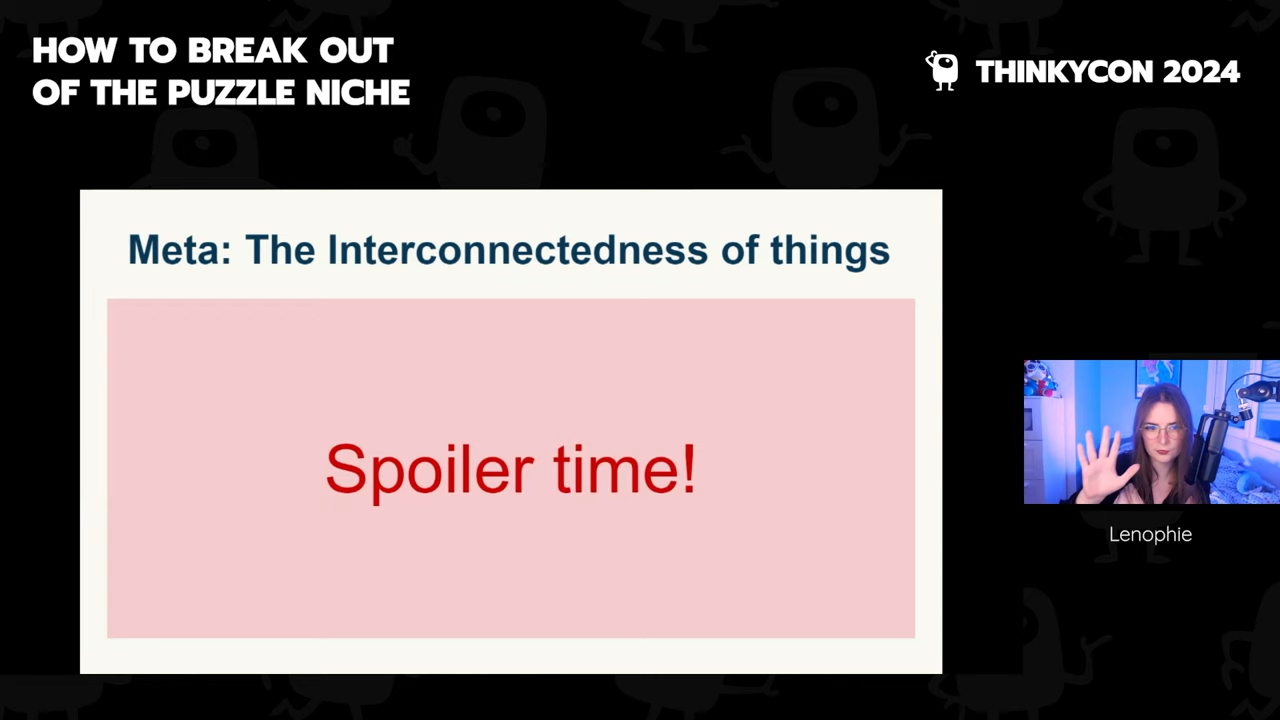 HOW TO BREAK OUT
OF THE PUZZLE NICHE
THINKYCON 2024
Meta: The Interconnectedness of things
Spoiler time!
Lenophie